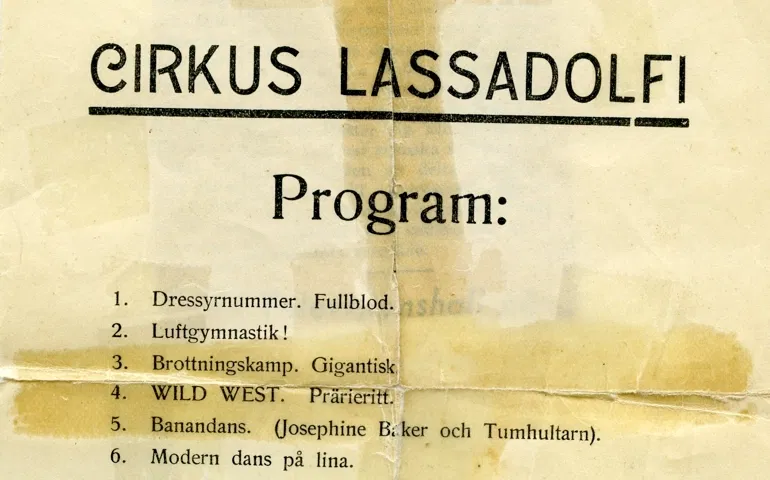 CIRKUS LASSADOLFI
Program:
1. Dressyrnummer. Fullblod.
2. Luftgymnastik!
3. Brottningskamp. Gigantisk
4. WILD WEST. Prärieritt.
5. Banandans. (Josephine Baker och Tumhultarn).
6. Modern dans på lina.